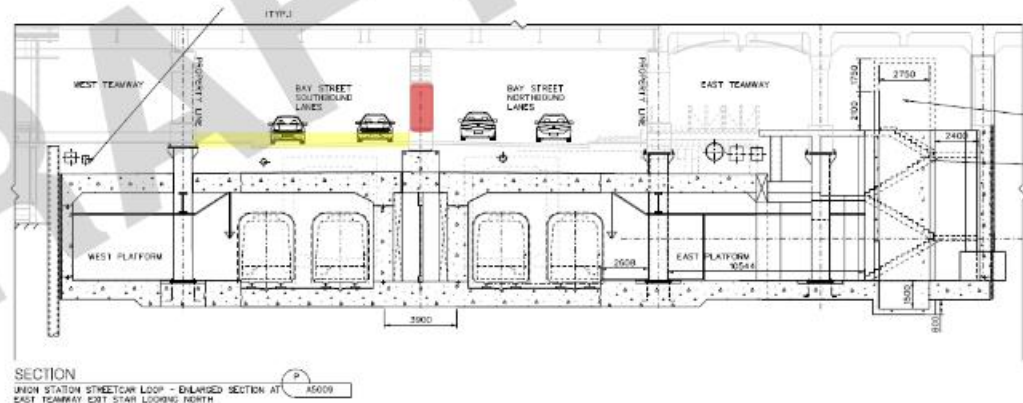 (TYP.)
WEST TEAMWAY
PROPERTY LINE
BAY STREET
SOUTHBOUND
LANES
BAY STREET
NORTHBOUND
LANES
PROPERTY LINE
EAST TEAMWAY
1750
2750
2100
2400
WEST PLATFORM
EAST PLATFORM
2608
10544
1500
600
3900
SECTION
UNION STATION STREETCAR LOOP - ENLARGED SECTION AT
EAST TEAMWAY EXIT STAIR LOOKING NORTH
P
A5009